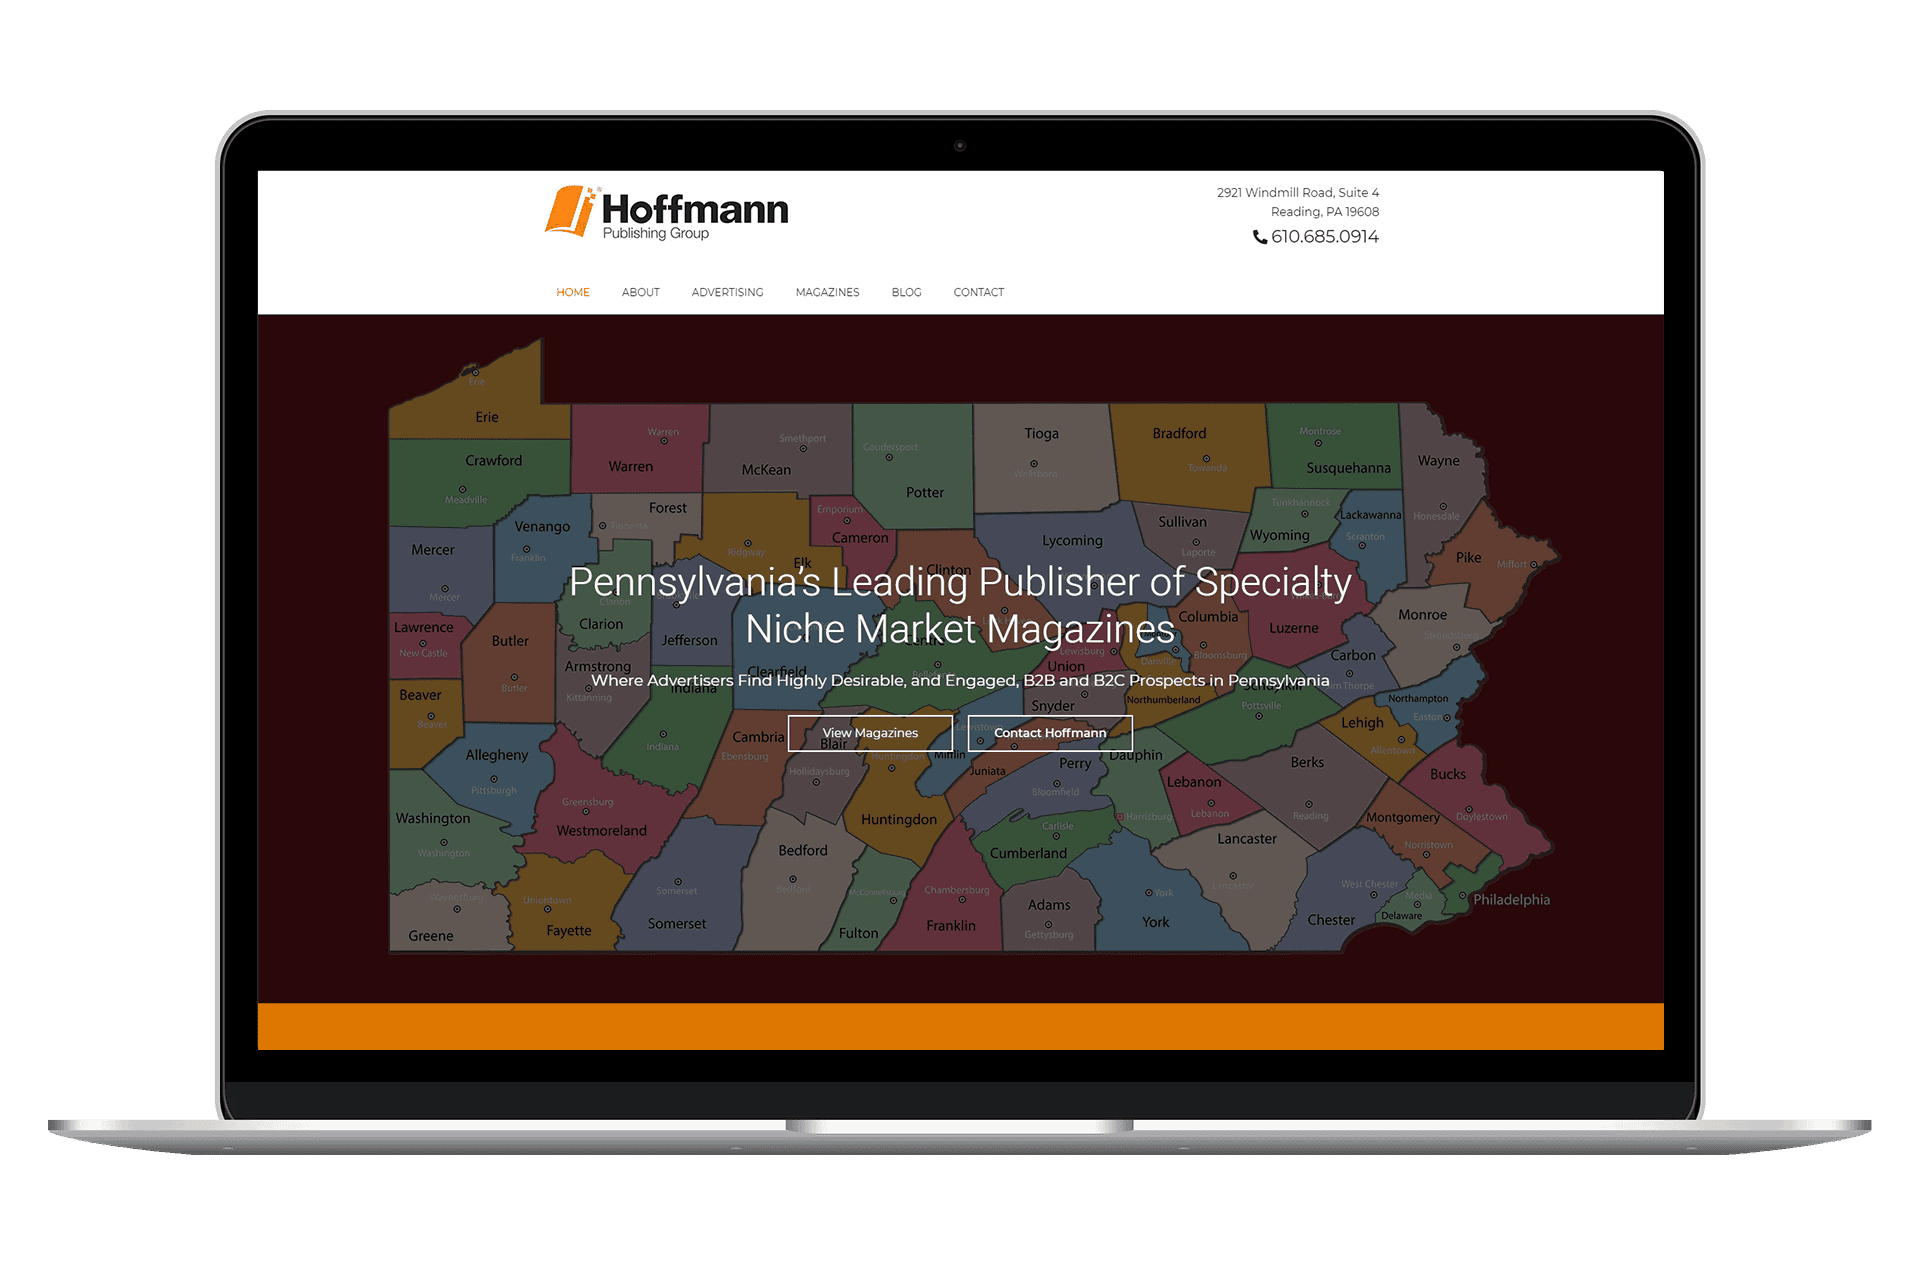 Hoffmann
Publishing Group
2921 Windmill Road, Suite 4
Reading, PA 19608
610.685.0914
HOME ABOUT ADVERTISING MAGAZINES BLOG CONTACT
Pennsylvania's Leading Publisher of Specialty
Niche Market Magazines
Where Advertisers Find Highly Desirable, and Engaged, B2B and B2C Prospects in Pennsylvania
View Magazines Contact Hoffmann
Erie
Erie
Crawford
Meadville
Warren
Warren
Smethport
McKean
Coudersport
Potter
Tioga
Wellsboro
Bradford
Towanda
Montrose
Susquehanna
Wayne
Honesdale
Mercer
Mercer
Venango
Franklin
Forest
Tionesta
Ridgway
Elk
Emporium
Cameron
Clinton
Lycoming
Sullivan
Laporte
Tunkhannock
Wyoming
Lackawanna
Scranton
Pike
Milford
Lawrence
New Castle
Butler
Butler
Clarion
Clarion
Jefferson
Clearfield
Centre
Union
Lewisburg
Danville
Columbia
Bloomsburg
Luzerne
Monroe
Stroudsburg
Carbon
Jim Thorpe
Beaver
Beaver
Armstrong
Kittanning
Indiana
Indiana
Cambria
Ebensburg
Blair
Hollidaysburg
Huntingdon
Huntingdon
Lewistown
Mifflin
Juniata
Snyder
Northumberland
Schuylkill
Pottsville
Northampton
Easton
Lehigh
Allentown
Allegheny
Pittsburgh
Greensburg
Westmoreland
Perry
Bloomfield
Dauphin
Harrisburg
Lebanon
Lebanon
Berks
Reading
Bucks
Doylestown
Montgomery
Norristown
Washington
Washington
Waynesburg
Greene
Uniontown
Fayette
Somerset
Somerset
Bedford
Bedford
McConnellsburg
Fulton
Chambersburg
Franklin
Carlisle
Cumberland
Adams
Gettysburg
York
York
Lancaster
Lancaster
West Chester
Chester
Media
Delaware
Philadelphia